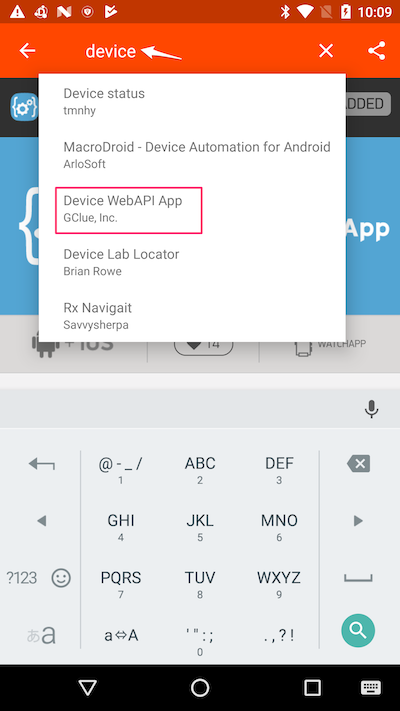 10:09
device
ADDED
Device status
tmnhy
MacroDroid - Device Automation for Android
ArloSoft
Device WebAPI App
GClue, Inc.
App
Device Lab Locator
Brian Rowe
Rx Navigait
Savvysherpa
+ iOS
14
WATCHAPP
@ - _ /
1
ABC
2
DEF
3
GHI
4
JKL
5
MNO
6
?123
PQRS
7
TUV
8
WXYZ
9
あa
a⇔A
' " : ;
0
. , ? !